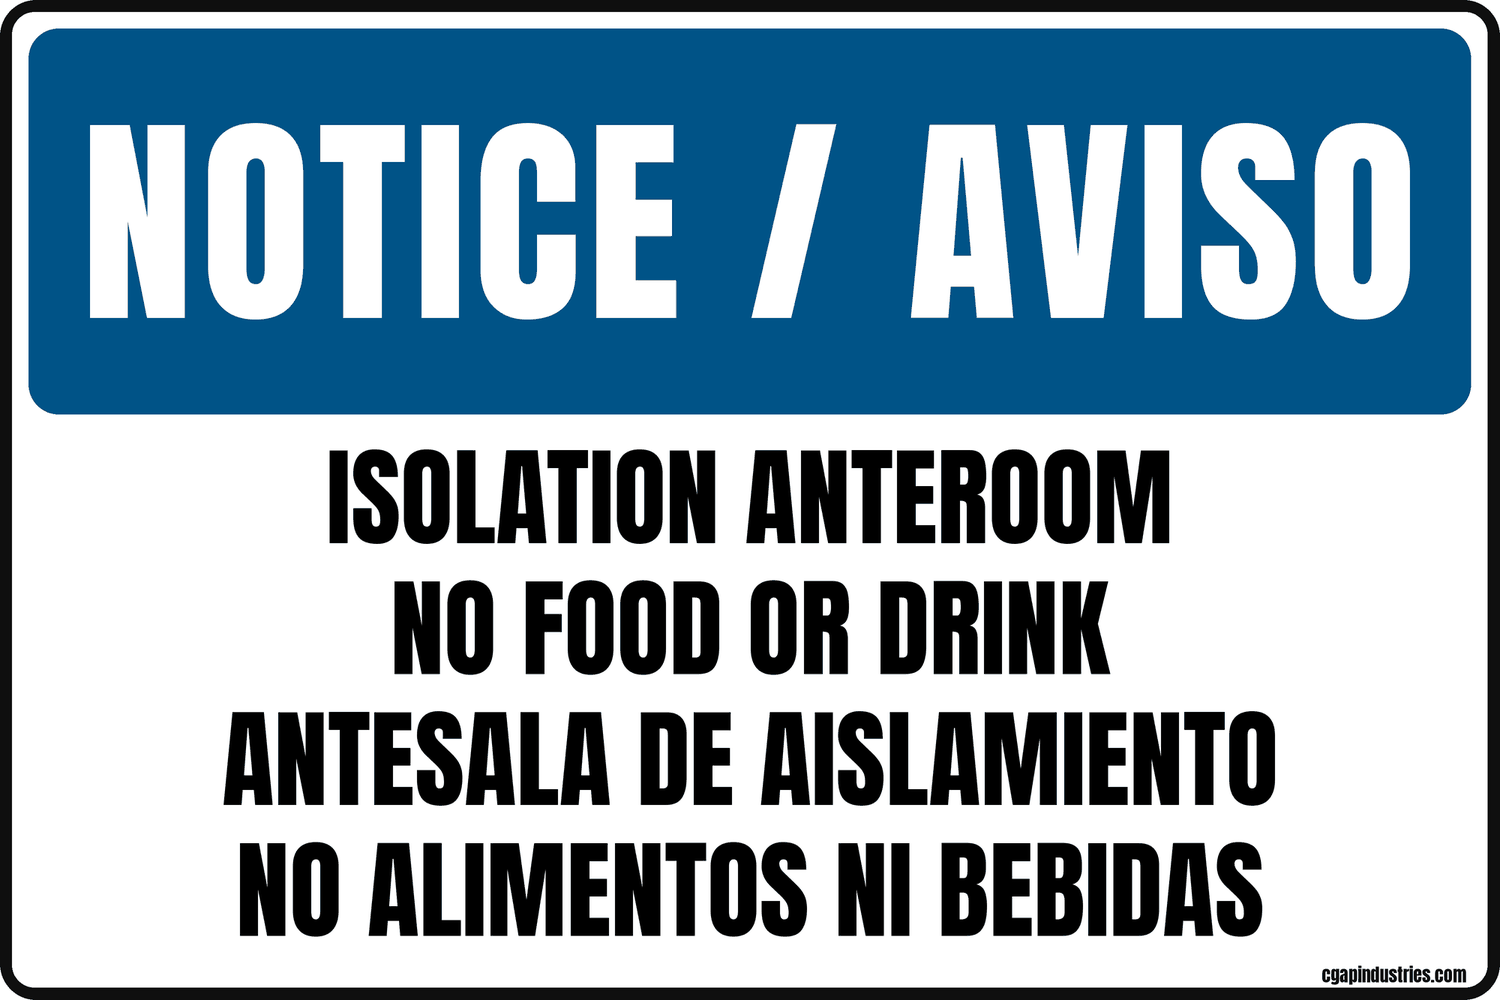 NOTICE / AVISO
ISOLATION ANTEROOM
NO FOOD OR DRINK
ANTESALA DE AISLAMIENTO
NO ALIMENTOS NI BEBIDAS
cgapindustries.com